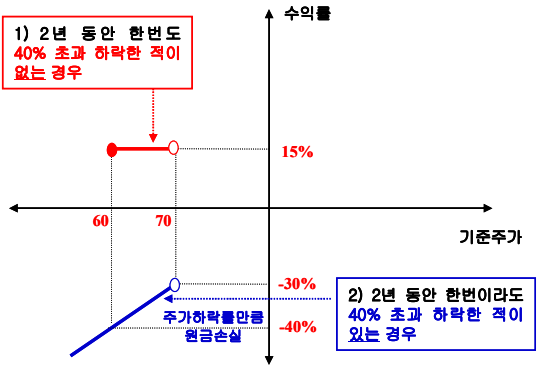 수익률
1) 2년 동안 한번도
40% 초과 하락한 적이
없는 경우
15%
60
70
기준주가
-30%
2) 2년 동안 한번이라도
40% 초과 하락한 적이
있는 경우
주가하락률만큼
원금손실
-40%